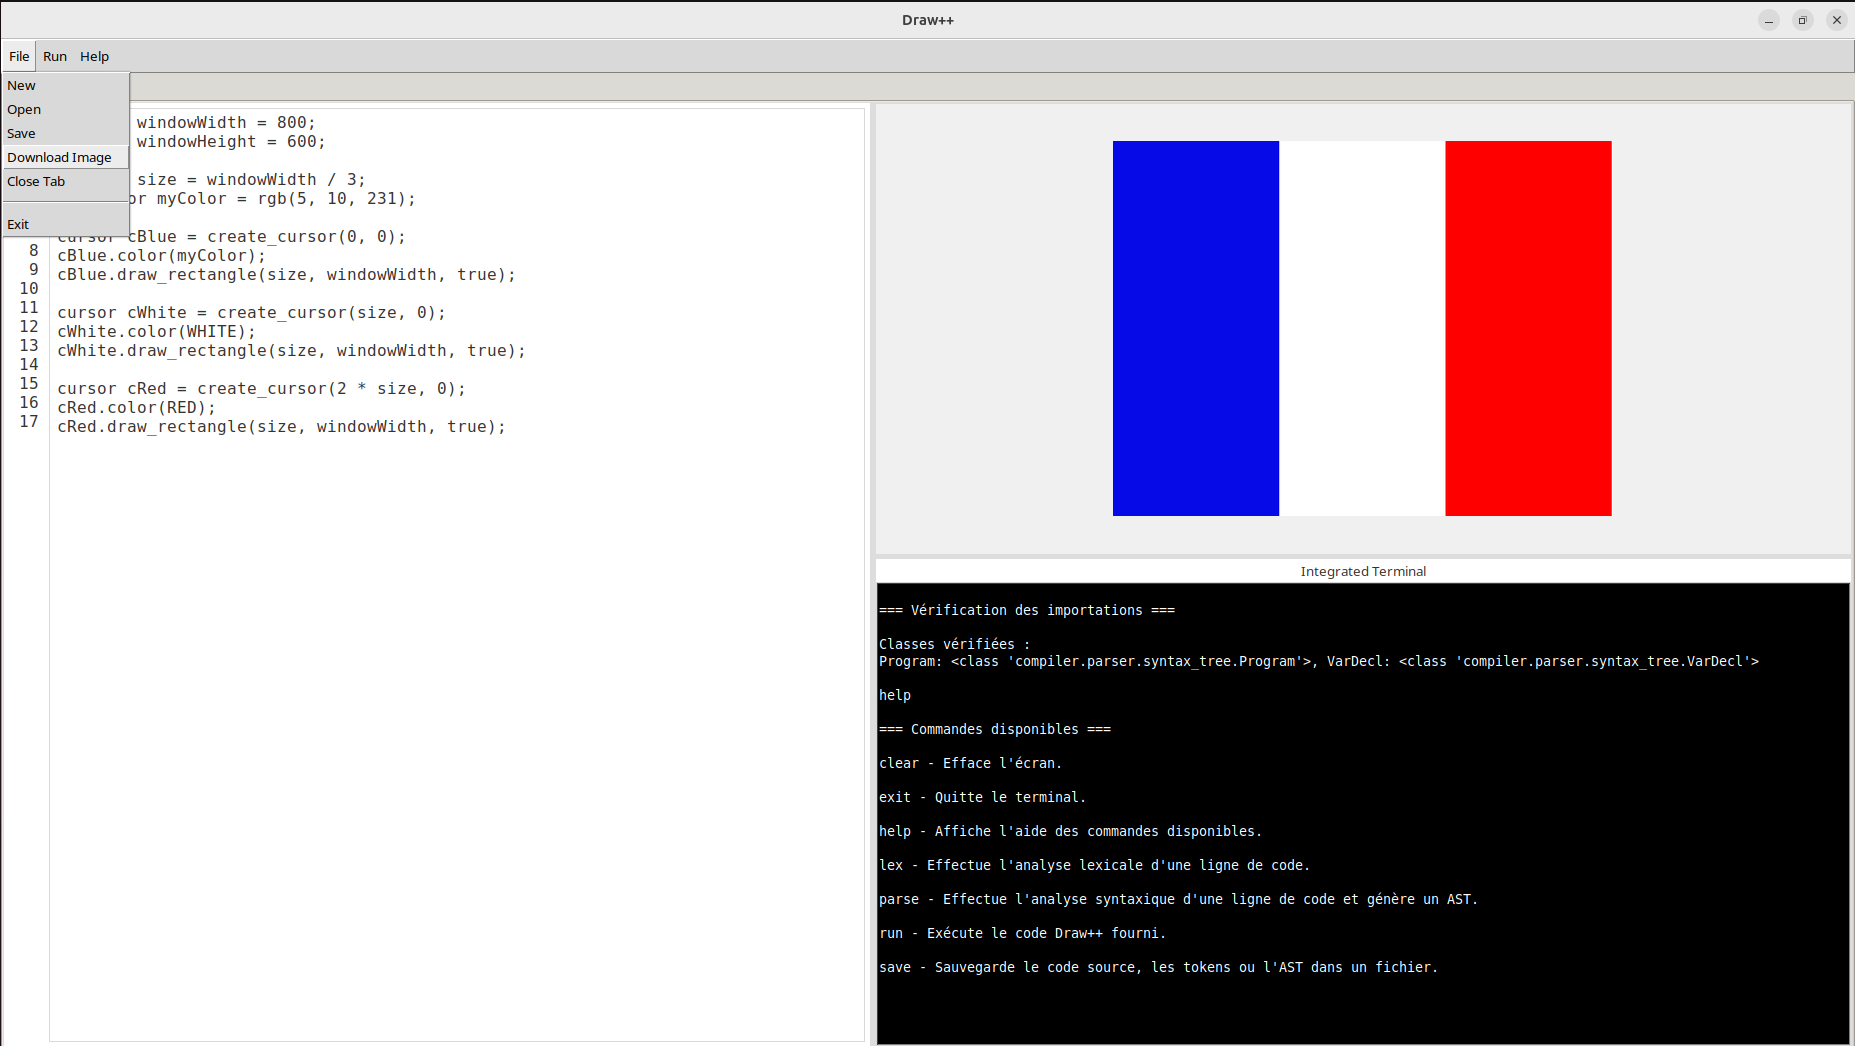 Draw++
File Run Help
New
Open
Save
Download Image
Close Tab
Exit
windowWidth = 800;
windowHeight = 600;
size = windowWidth / 3;
myColor = rgb(5, 10, 231);
cursor cBlue = create_cursor(0, 0);
8 cBlue.color(myColor);
9 cBlue.draw_rectangle(size, windowWidth, true);
10
11 cursor cWhite = create_cursor(size, 0);
12 cWhite.color(WHITE);
13 cWhite.draw_rectangle(size, windowWidth, true);
14
15 cursor cRed = create_cursor(2 * size, 0);
16 cRed.color(RED);
17 cRed.draw_rectangle(size, windowWidth, true);
Integrated Terminal
=== Vérification des importations ===
Classes vérifiées :
Program: <class 'compiler.parser.syntax_tree.Program'>, VarDecl: <class 'compiler.parser.syntax_tree.VarDecl'>
help
=== Commandes disponibles ===
clear - Efface l'écran.
exit - Quitte le terminal.
help - Affiche l'aide des commandes disponibles.
lex - Effectue l'analyse lexicale d'une ligne de code.
parse - Effectue l'analyse syntaxique d'une ligne de code et génère un AST.
run - Exécute le code Draw++ fourni.
save - Sauvegarde le code source, les tokens ou l'AST dans un fichier.